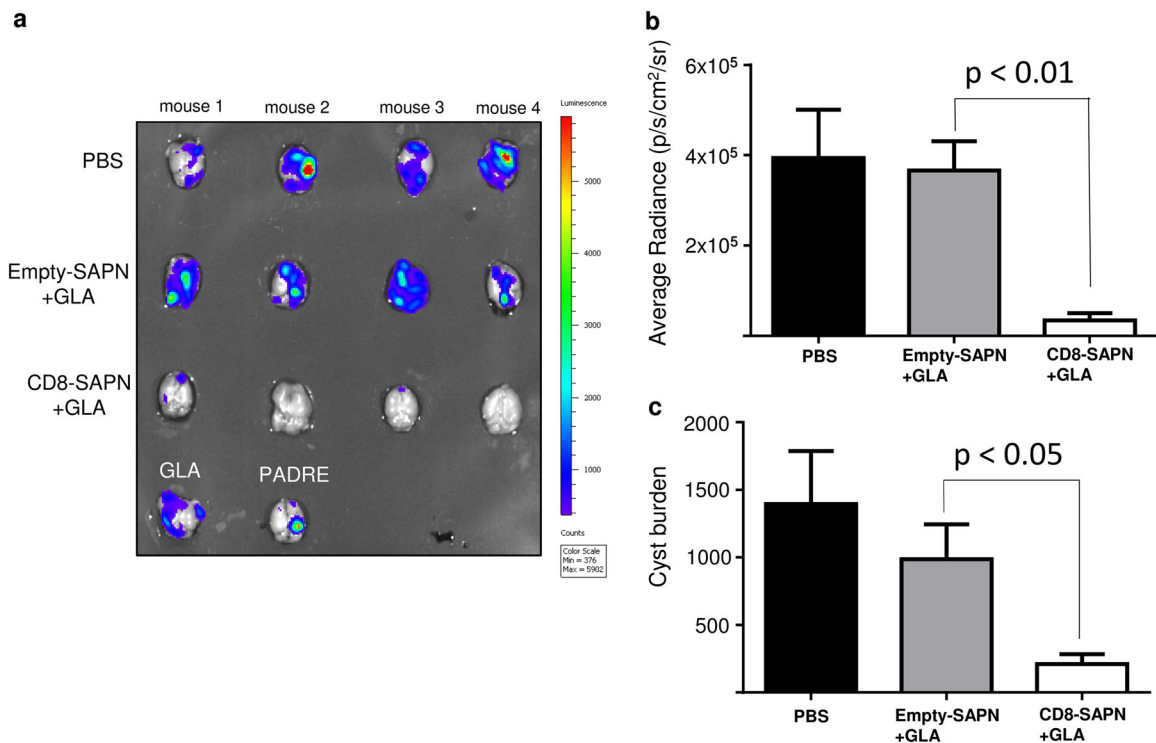 a
mouse 1 mouse 2 mouse 3 mouse 4
PBS
Empty-SAPN
+GLA
CD8-SAPN
+GLA
GLA PADRE
Luminescence
5000
4000
3000
2000
1000
Counts
Color Scale
Min = 376
Max = 5902
b
Average Radiance (p/s/cm²/sr)
6x10⁵
4x10⁵
2x10⁵
p < 0.01
PBS
Empty-SAPN
+GLA
CD8-SAPN
+GLA
c
Cyst burden
2000
1500
1000
500
0
p < 0.05
PBS
Empty-SAPN
+GLA
CD8-SAPN
+GLA